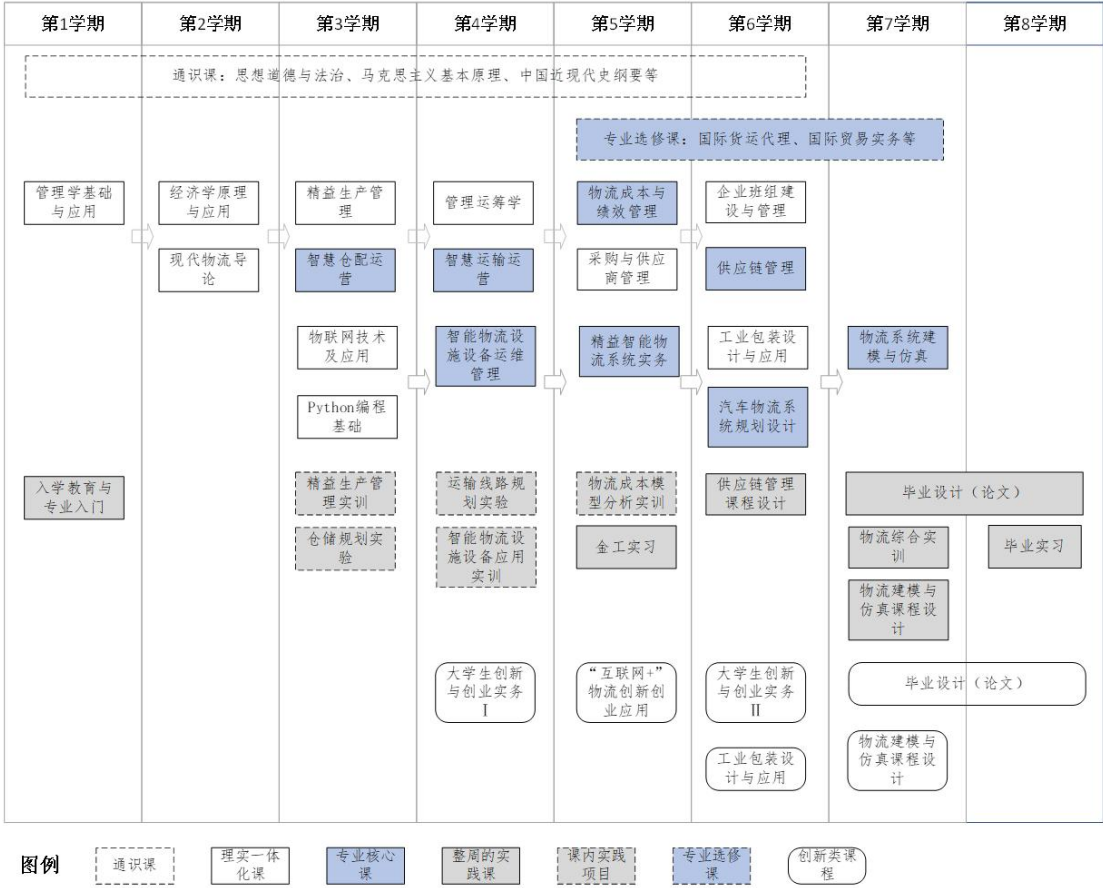 第1学期
第2学期
第3学期
第4学期
第5学期
第6学期
第7学期
第8学期
通识课：思想道德与法治、马克思主义基本原理、中国近现代史纲要等
专业选修课：国际货运代理、国际贸易实务等
管理学基础
与应用
经济学原理
与应用
精益生产管
理
管理运筹学
物流成本与
绩效管理
企业班组建
设与管理
现代物流导
论
智慧仓配运
营
智慧运输运
营
采购与供应
商管理
供应链管理
物联网技术
及应用
智能物流设
施设备运维
管理
精益智能物
流系统实务
工业包装设
计与应用
物流系统建
模与仿真
Python编程
基础
汽车物流系
统规划设计
入学教育与
专业入门
精益生产管
理实训
运输线路规
划实验
物流成本模
型分析实训
供应链管理
课程设计
毕业设计（论文）
仓储规划实
验
智能物流设
施设备应用
实训
金工实习
物流综合实
训
毕业实习
物流建模与
仿真课程设
计
大学生创新
与创业实务
Ⅰ
“互联网+”
物流创新创
业应用
大学生创新
与创业实务
Ⅱ
毕业设计（论文）
工业包装设
计与应用
物流建模与
仿真课程设
计
图例
通识课
理实一体
化课
专业核心
课
整周的实
践课
课内实践
项目
专业选修
课
创新类课
程